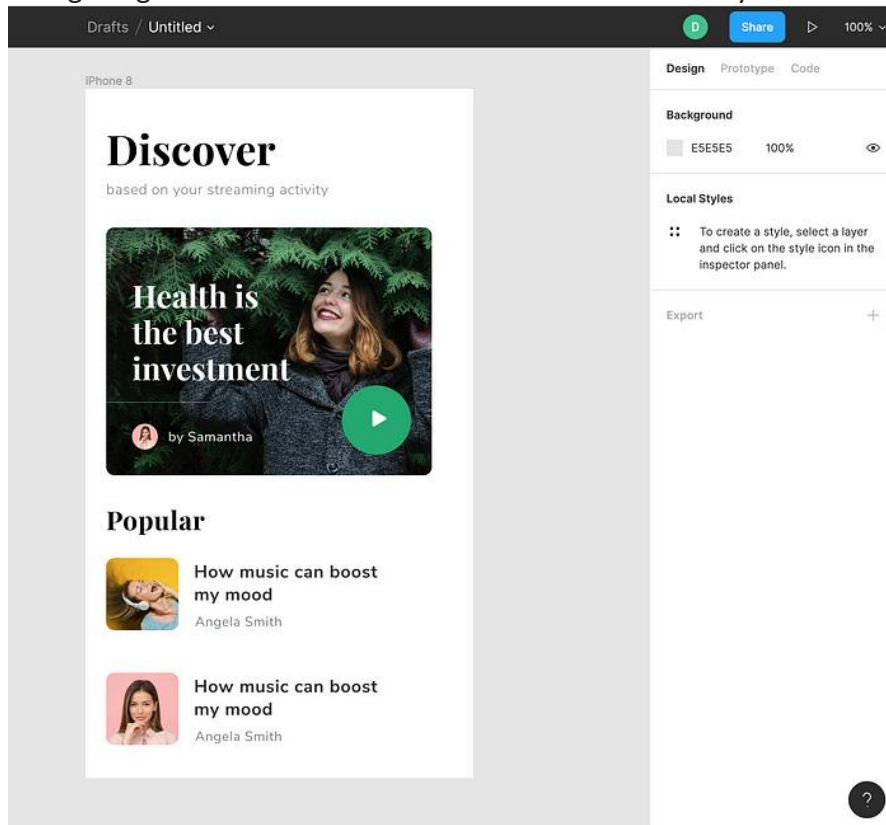 Drafts / Untitled
D
Share
100%
Design Prototype Code
iPhone 8
Background
E5E5E5 100%
Local Styles
To create a style, select a layer
and click on the style icon in the
inspector panel.
Export
Discover
based on your streaming activity
Health is
the best
investment
by Samantha
Popular
How music can boost
my mood
Angela Smith
How music can boost
my mood
Angela Smith
?